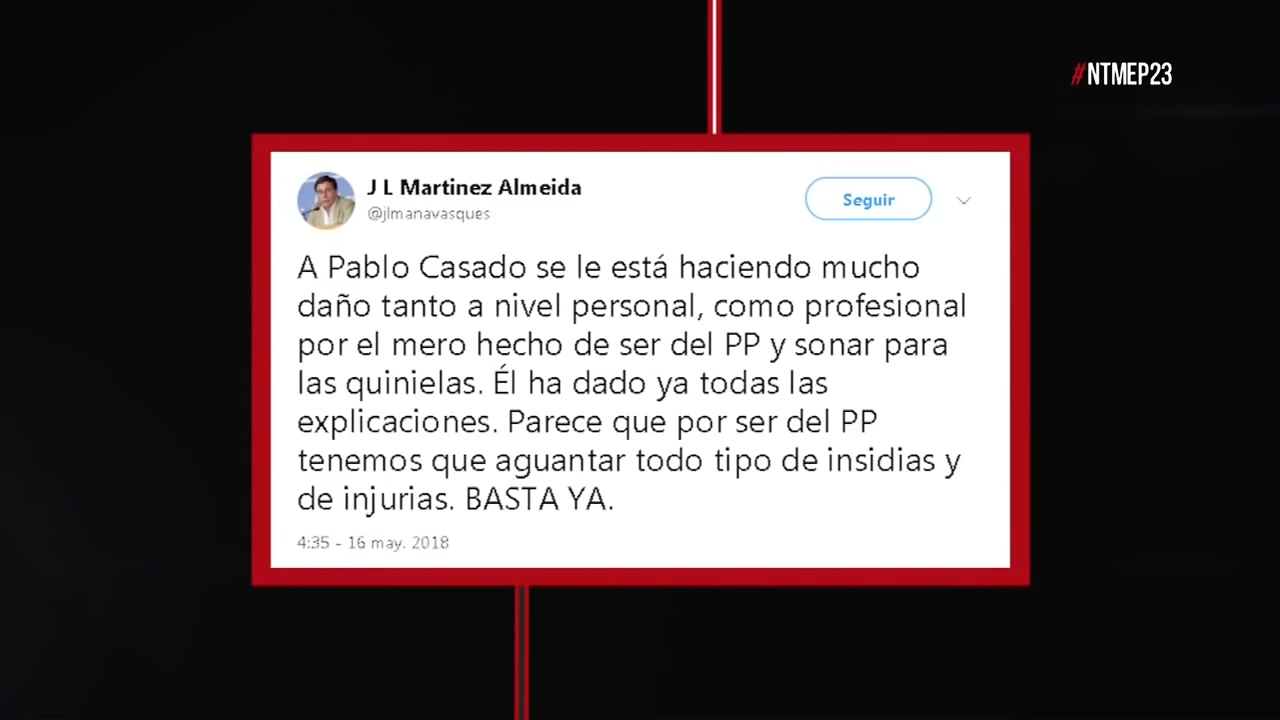 #NTMEP23
J L Martinez Almeida
@jlmanavasques
Seguir
A Pablo Casado se le está haciendo mucho
daño tanto a nivel personal, como profesional
por el mero hecho de ser del PP y sonar para
las quinielas. Él ha dado ya todas las
explicaciones. Parece que por ser del PP
tenemos que aguantar todo tipo de insidias y
de injurias. BASTA YA.
4:35 - 16 may. 2018